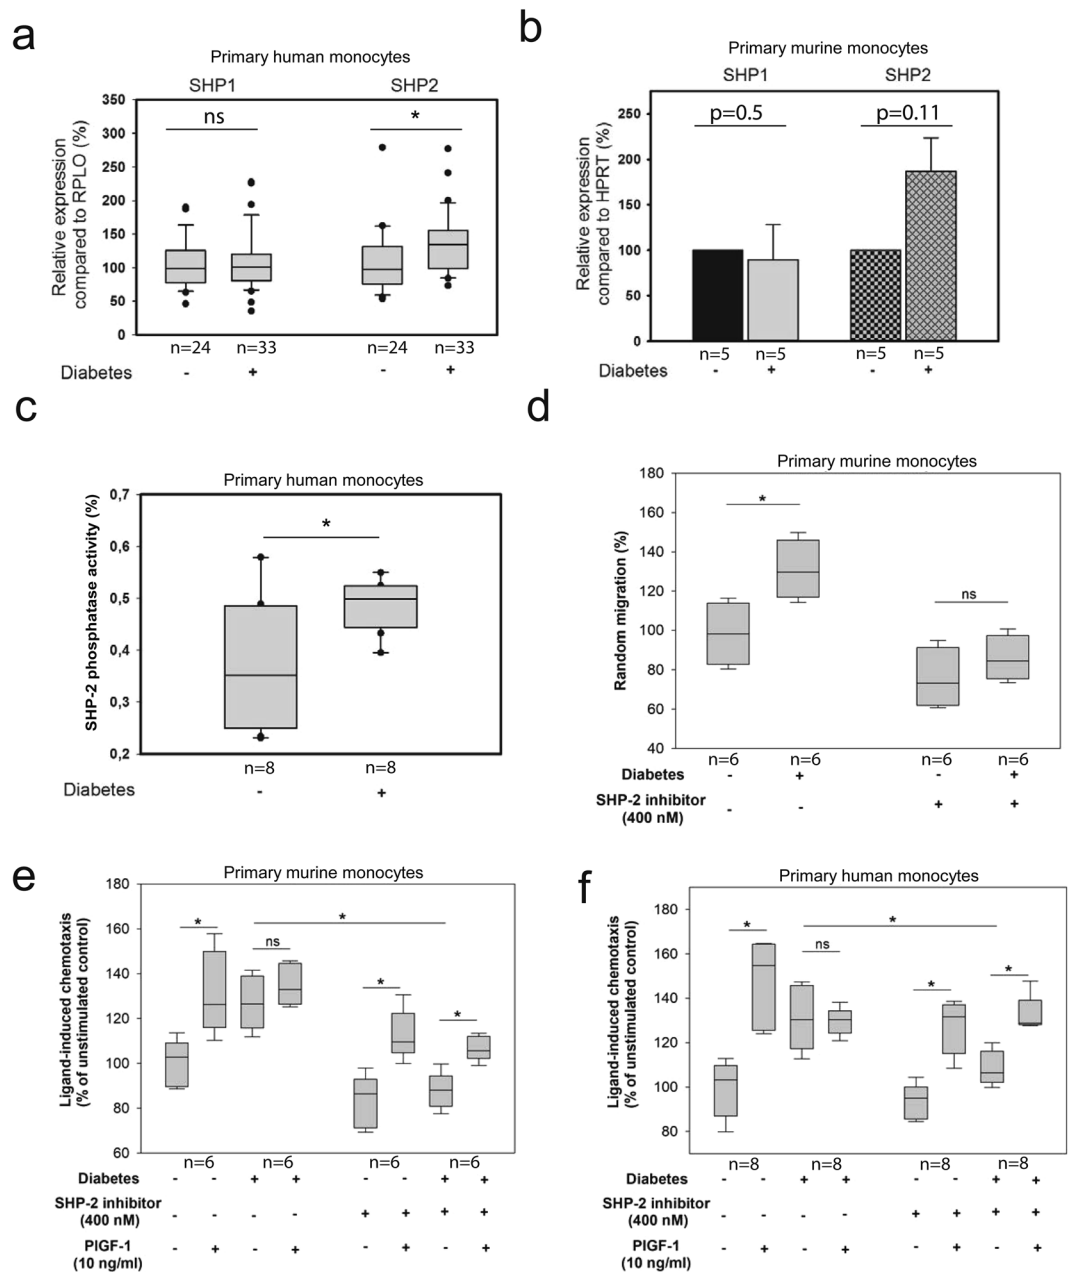 a
Primary human monocytes
SHP1 SHP2
Relative expression
compared to RPLO (%)
350
300
250
200
150
100
50
0
ns *
n=24 n=33 n=24 n=33
Diabetes - + - +
b
Primary murine monocytes
SHP1 SHP2
Relative expression
compared to HPRT (%)
250
200
150
100
50
0
p=0.5 p=0.11
n=5 n=5 n=5 n=5
Diabetes - + - +
c
Primary human monocytes
SHP-2 phosphatase activity (%)
0,7
0,6
0,5
0,4
0,3
0,2
*
n=8 n=8
Diabetes - +
d
Primary murine monocytes
Random migration (%)
180
160
140
120
100
80
60
40
* ns
n=6 n=6 n=6 n=6
Diabetes - + - +
SHP-2 inhibitor
(400 nM) - - + +
e
Primary murine monocytes
Ligand-induced chemotaxis
(% of unstimulated control)
180
160
140
120
100
80
60
* ns * * *
n=6 n=6 n=6 n=6
Diabetes - - + + - - + +
SHP-2 inhibitor
(400 nM) - - - - + + + +
PlGF-1
(10 ng/ml) - + - + - + - +
f
Primary human monocytes
Ligand-induced chemotaxis
(% of unstimulated control)
180
160
140
120
100
80
* ns * * *
n=8 n=8 n=8 n=8
Diabetes - - + + - - + +
SHP-2 inhibitor
(400 nM) - - - - + + + +
PlGF-1
(10 ng/ml) - + - + - + - +